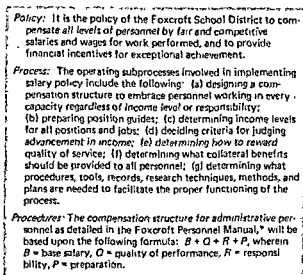 Policy: It is the policy of the Foxcroft School District to com-
pensate all levels of personnel by fair and competitive
salaries and wages for work performed, and to provide
financial incentives for exceptional achievement.
Process: The operating subprocesses involved in implementing
salary policy include the following: (a) designing a com-
pensation structure to embrace personnel working in every
capacity regardless of income level or responsibility;
(b) preparing position guides; (c) determining income levels
for all positions and jobs; (d) deciding criteria for judging
advancement in income; (e) determining how to reward
quality of service; (f) determining what collateral benefits
should be provided to all personnel; (g) determining what
procedures, tools, records, research techniques, methods, and
plans are needed to facilitate the proper functioning of the
process.
Procedures: The compensation structure for administrative per-
sonnel as detailed in the Foxcroft Personnel Manual,* will
be based upon the following formula: B + Q + R + P, wherein
B = base salary, Q = quality of performance, R = responsi
bility, P = preparation.